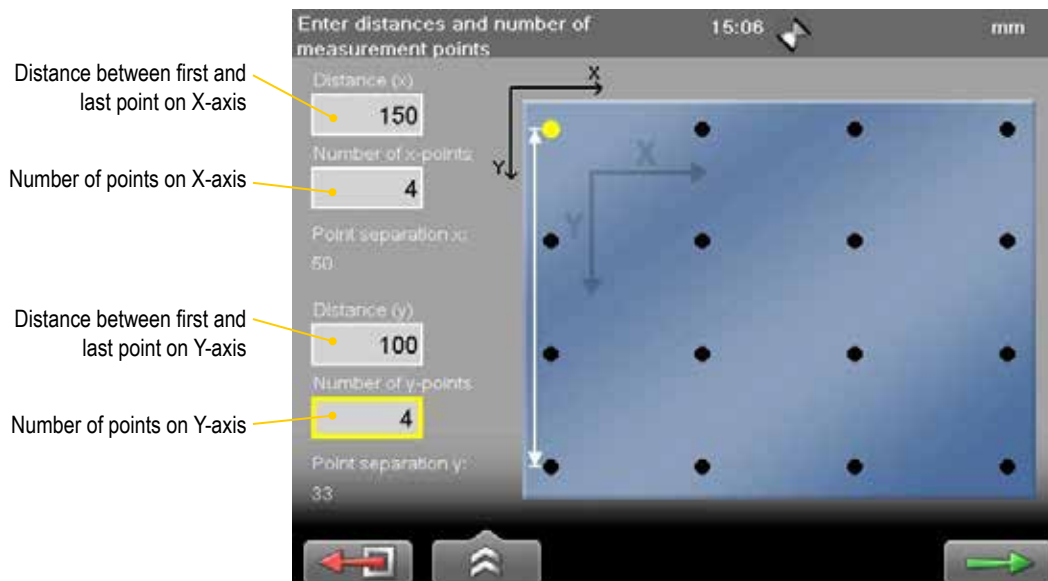 Enter distances and number of
measurement points
15:06
mm
Distance between first and
last point on X-axis
Distance (x)
150
Number of x-points:
Number of points on X-axis
4
Point separation x:
50
Distance between first and
last point on Y-axis
Distance (y)
100
Number of y-points
Number of points on Y-axis
4
Point separation y:
33
X
Y
X
Y